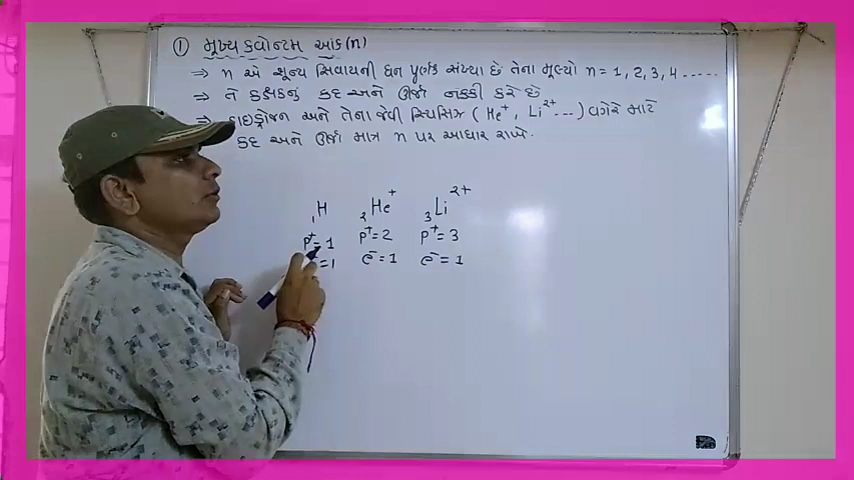 ① મુખ્ય ક્વોન્ટમ આંક (n)
⇒ n એ શૂન્ય સિવાયની ધન પૂર્ણાંક સંખ્યા છે તેના મૂલ્યો n = 1, 2, 3, 4 .....
⇒ તે કક્ષકનું કદ અને ઊર્જા નક્કી કરે છે
⇒ હાઇડ્રોજન અને તેના જેવી સ્પિસિઝ ( He⁺, Li²⁺ ... ) વગેરે માટે
કદ અને ઊર્જા માત્ર n પર આધાર રાખે.
₁H ₂He⁺ ₃Li²⁺
p⁺= 1 p⁺=2 p⁺= 3
=1 e⁻=1 e⁻= 1